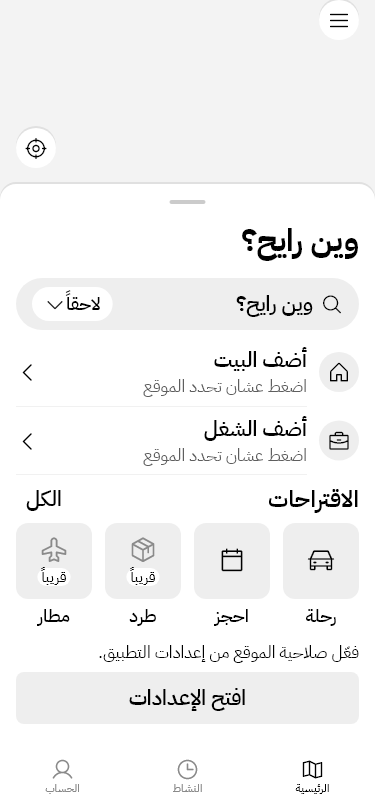 وين رايح؟
وين رايح؟ لاحقاً
أضف البيت
اضغط عشان تحدد الموقع
أضف الشغل
اضغط عشان تحدد الموقع
الاقتراحات الكل
قريباً قريباً
رحلة احجز طرد مطار
فعّل صلاحية الموقع من إعدادات التطبيق.
افتح الإعدادات
الرئيسية النشاط الحساب